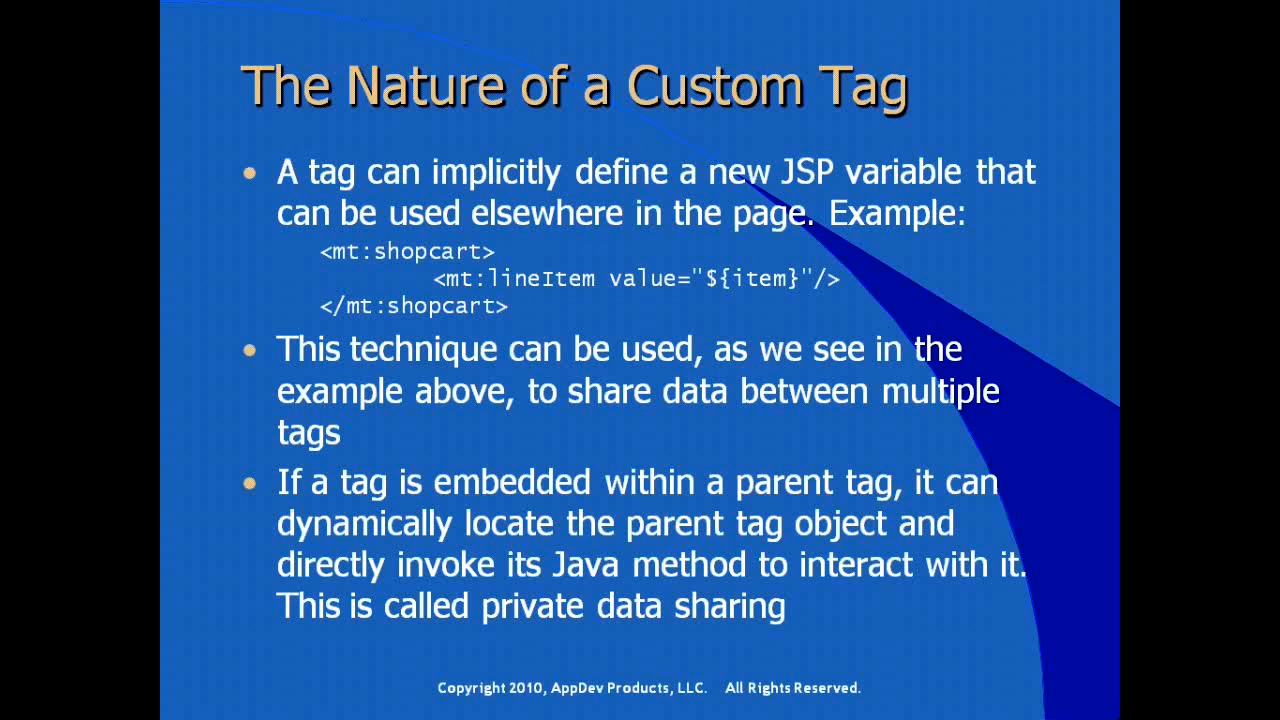 The Nature of a Custom Tag
• A tag can implicitly define a new JSP variable that
can be used elsewhere in the page. Example:
<mt:shopcart>
<mt:lineItem value="${item}"/>
</mt:shopcart>
• This technique can be used, as we see in the
example above, to share data between multiple
tags
• If a tag is embedded within a parent tag, it can
dynamically locate the parent tag object and
directly invoke its Java method to interact with it.
This is called private data sharing
Copyright 2010, AppDev Products, LLC. All Rights Reserved.